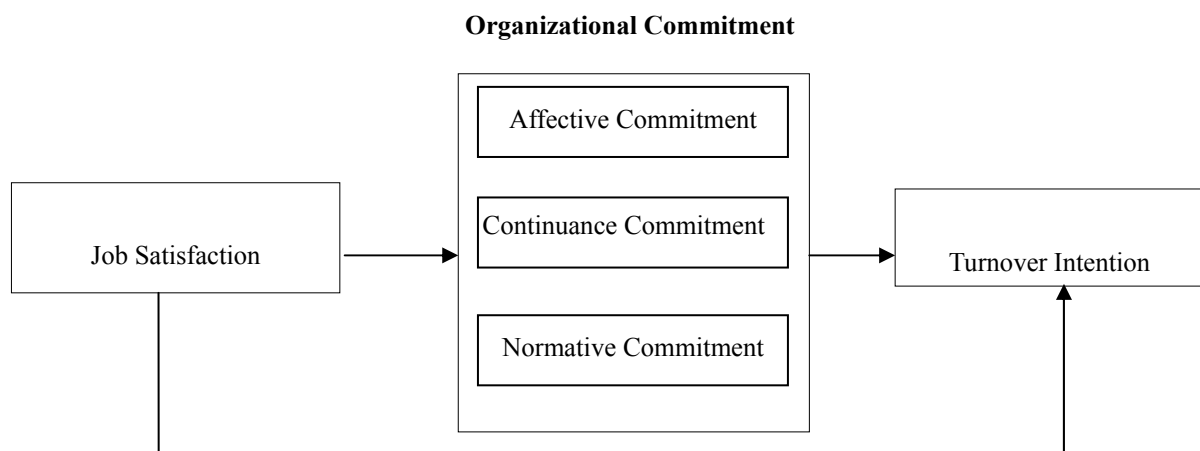 Organizational Commitment
Affective Commitment
Continuance Commitment
Job Satisfaction
Turnover Intention
Normative Commitment